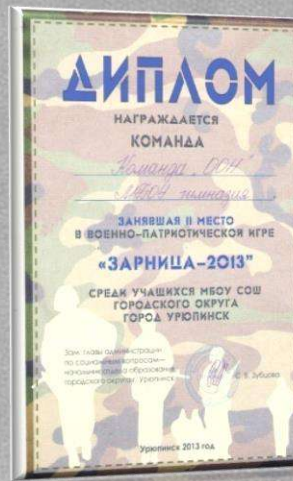 ДИПЛОМ
НАГРАЖДАЕТСЯ
КОМАНДА
Команда "ООН"
МБОУ гимназия
ЗАНЯВШАЯ II МЕСТО
В ВОЕННО-ПАТРИОТИЧЕСКОЙ ИГРЕ
«ЗАРНИЦА-2013"
СРЕДИ УЧАЩИХСЯ МБОУ СОШ
ГОРОДСКОГО ОКРУГА
ГОРОД УРЮПИНСК
Зам. главы администрации
по социальным вопросам—
начальник отдела образования
городского округа г. Урюпинск
С.В. Зубцова
Урюпинск 2013 год